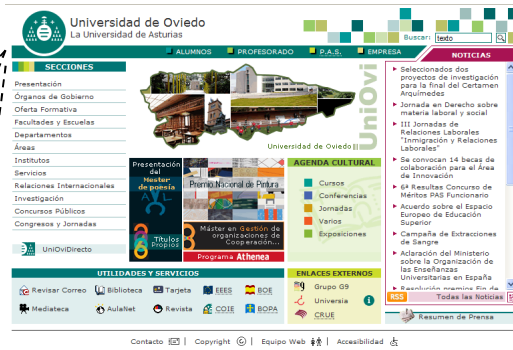 Universidad de Oviedo
La Universidad de Asturias
Buscar:
texto
ALUMNOS
PROFESORADO
P.A.S.
EMPRESA
SECCIONES
Presentación
Órganos de Gobierno
Oferta Formativa
Facultades y Escuelas
Departamentos
Áreas
Institutos
Servicios
Relaciones Internacionales
Investigación
Concursos Públicos
Congresos y Jornadas
UniOviDirecto
Universidad de Oviedo
UniOvi
Presentación
del
Máster
de poesía
Premio Nacional de Pintura
Títulos
Propios
Máster en Gestión de
organizaciones de
Cooperación...
Programa Athenea
AGENDA CULTURAL
Cursos
Conferencias
Jornadas
Varios
Exposiciones
NOTICIAS
Seleccionados dos
proyectos de investigación
para la final del Certamen
Arquímedes
Jornada en Derecho sobre
materia laboral y social
III Jornadas de
Relaciones Laborales
"Inmigración y Relaciones
Laborales"
Se convocan 14 becas de
colaboración para el Área
de Innovación
6ª Resultas Concurso de
Méritos PAS Funcionario
Acuerdo sobre el Espacio
Europeo de Educación
Superior
Campaña de Extracciones
de Sangre
Aclaración del Ministerio
sobre la Organización de
las Enseñanzas
Universitarias en España
Resolución premios Fin de
RSS
Todas las Noticias
Resumen de Prensa
UTILIDADES Y SERVICIOS
Revisar Correo
Biblioteca
Tarjeta
EEES
BOE
Mediateca
AulaNet
Revista
COIE
BOPA
ENLACES EXTERNOS
Grupo G9
Universia
CRUE
Contacto | Copyright © | Equipo Web | Accesibilidad